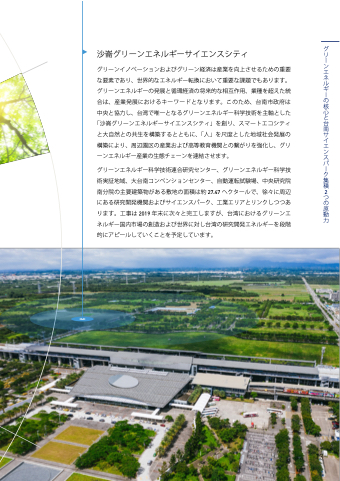 沙崙グリーンエネルギーサイエンスシティ
グリーンイノベーションおよびグリーン経済は産業を向上させるための重要
な要素であり、世界的なエネルギー転換において重要な課題でもあります。
グリーンエネルギーの発展と循環経済の将来的な相互作用、業種を超えた統
合は、産業発展におけるキーワードとなります。このため、台南市政府は
中央と協力し、台湾で唯一となるグリーンエネルギー科学技術を主軸とした
「沙崙グリーンエネルギーサイエンスシティ」を創り、スマートエコシティ
と大自然との共生を構築するとともに、「人」を尺度とした地域社会発展の
構築により、周辺園区の産業および高等教育機関との繋がりを強化し、グリ
ーンエネルギー産業の生態チェーンを連結させます。
グリーンエネルギー科学技術連合研究センター、グリーンエネルギー科学技
術実証地域、大台南コンベンションセンター、自動運転試験場、中央研究院
南分院の主要建築物がある敷地の面積は約 27.47 ヘクタールで、徐々に周辺
にある研究開発機関およびサイエンスパーク、工業エリアとリンクしつつあ
ります。工事は 2019 年末に次々と完工しますが、台湾におけるグリーンエ
ネルギー国内市場の創造および世界に対し台湾の研究開発エネルギーを段階
的にアピールしていくことを予定しています。
グリーンエネルギーの核心と台南サイエンスパーク集積 2 つの原動力